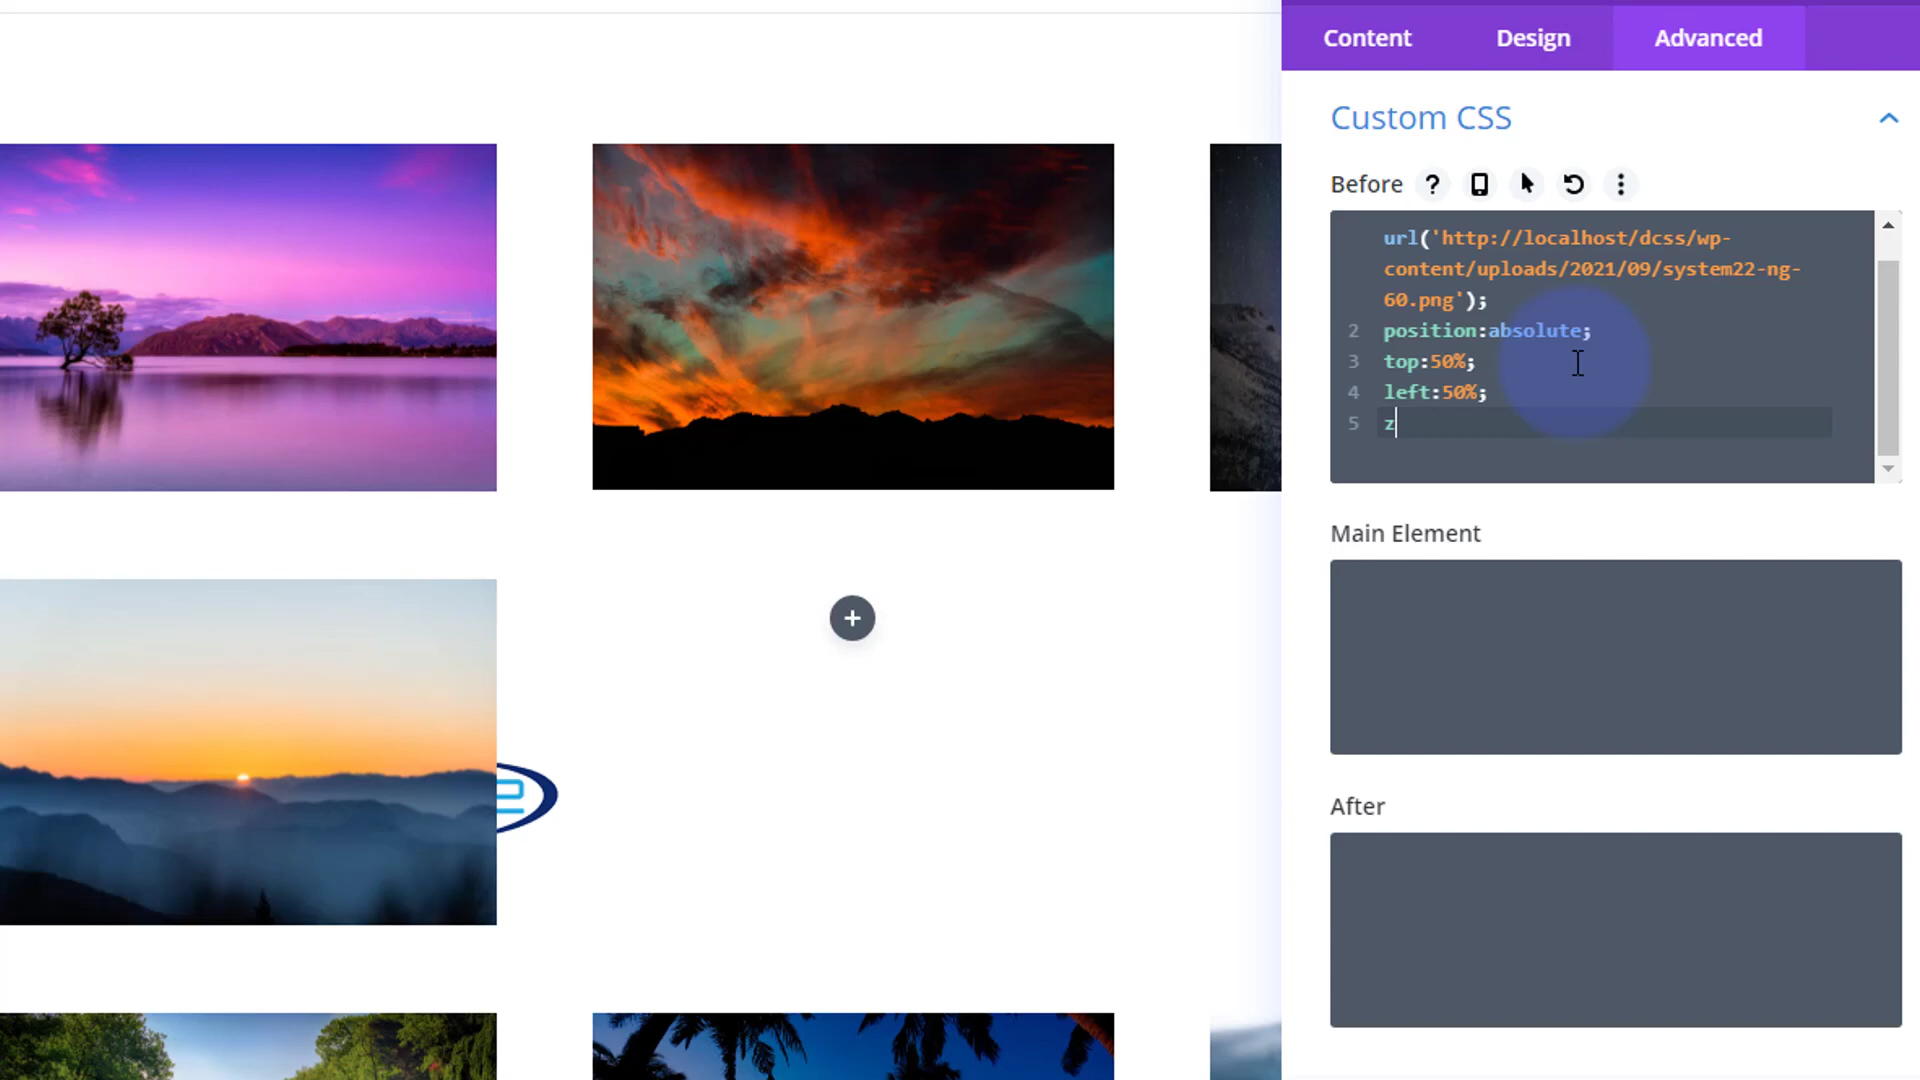 Content Design Advanced
Custom CSS
Before ?
url('http://localhost/dcss/wp-
content/uploads/2021/09/system22-ng-
60.png');
2 position:absolute;
3 top:50%;
4 left:50%;
5 z
Main Element
After